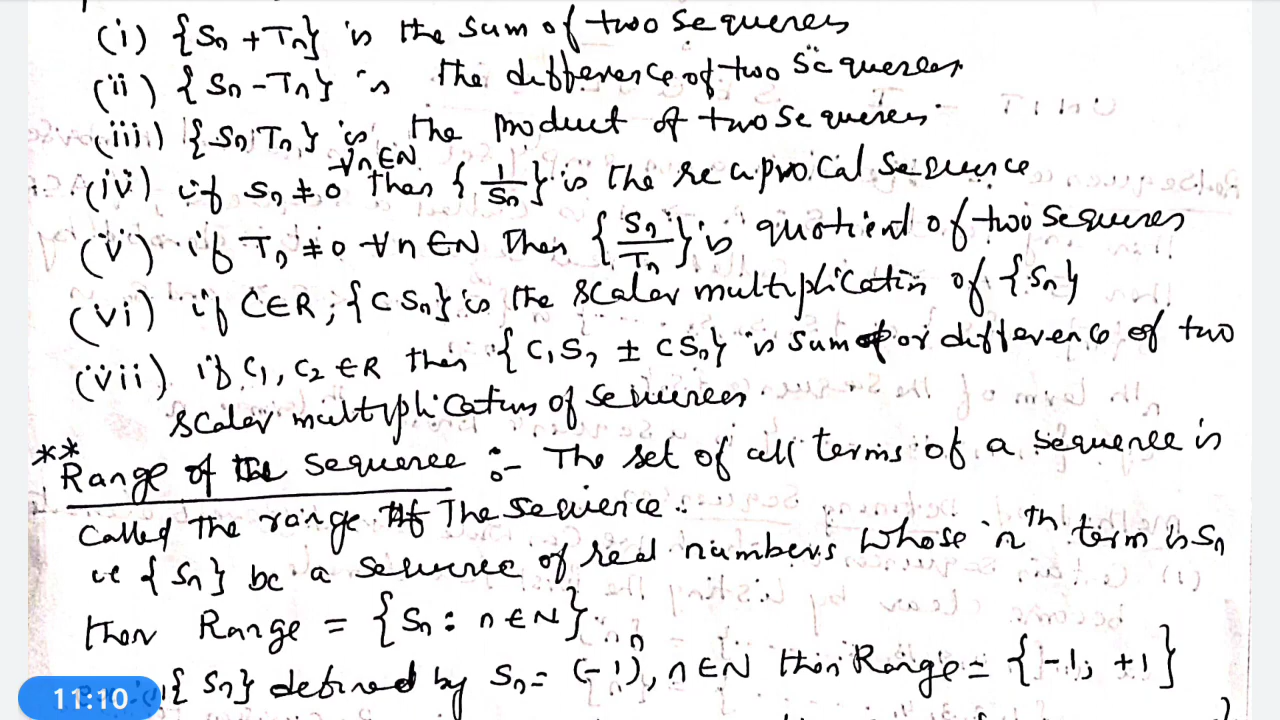 (i) {Sn + Tn} is the sum of two sequences
(ii) {Sn - Tn} is the difference of two sequences
(iii) {Sn Tn} is the product of two sequences
(iv) if Sn ≠ 0 ∀n∈N then {1/Sn} is the reciprocal sequence
(v) if Tn ≠ 0 ∀n∈N then {Sn/Tn} is quotient of two sequences
(vi) if C∈R; {CSn} is the scalar multiplication of {Sn}
(vii) if C1, C2 ∈R then {C1Sn ± CSn} is sum or difference of two
scalar multiplications of sequences.
** Range of the sequence :- The set of all terms of a sequence is
called the range of The sequence.
ie {Sn} be a sequence of real numbers whose nth term is Sn
then Range = {Sn : n∈N}
{Sn} defined by Sn = (-1)^n, n∈N then Range = {-1, +1}
11:10